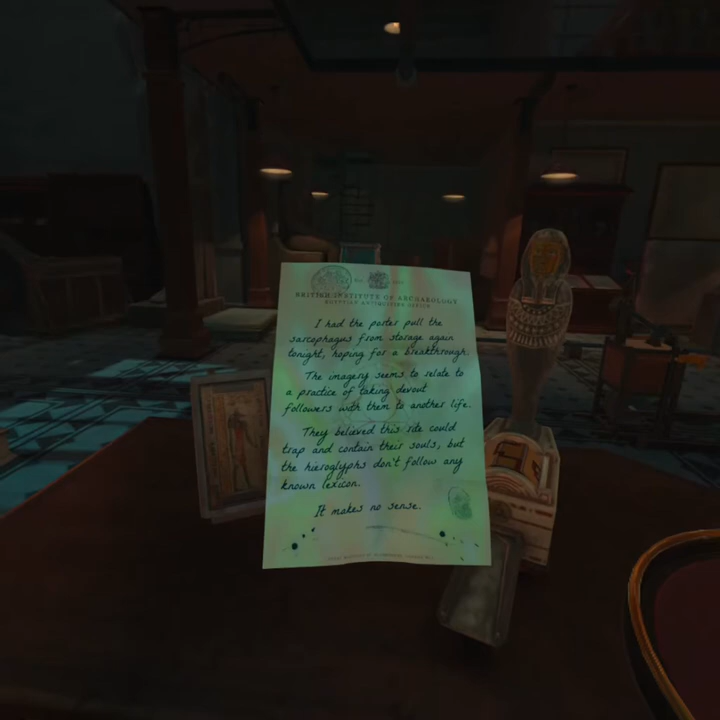 BRITISH INSTITUTE OF ARCHAEOLOGY
I had the porter pull the
sarcophagus from storage again
tonight, hoping for a breakthrough.
The imagery seems to relate to
a practice of taking devout
followers with them to another life.
They believed this rite could
trap and contain their souls, but
the hieroglyphs don't follow any
known lexicon.
It makes no sense.